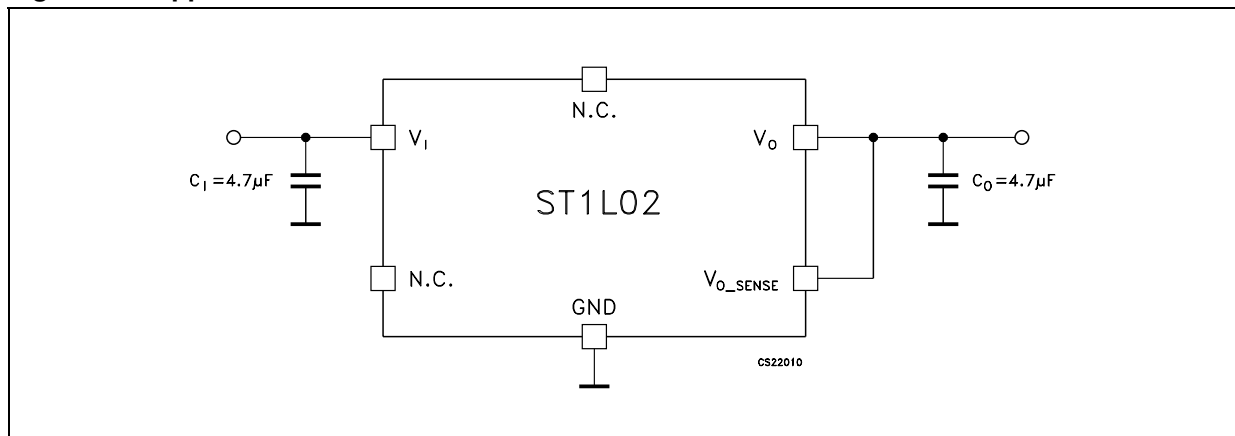 N.C.
V_I
V_O
C_I=4.7µF
C_O=4.7µF
ST1L02
N.C.
V_O_SENSE
GND
CS22010